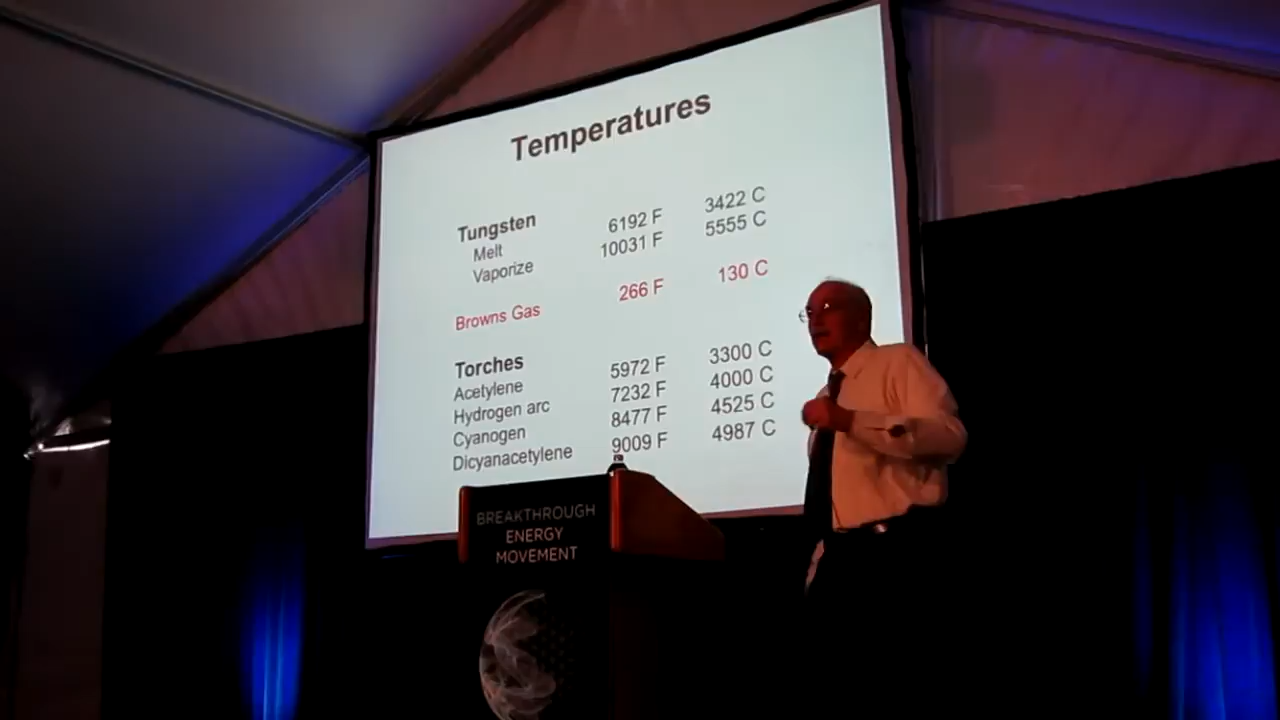 Temperatures
Tungsten
Melt 6192 F 3422 C
Vaporize 10031 F 5555 C
Browns Gas 266 F 130 C
Torches
Acetylene 5972 F 3300 C
Hydrogen arc 7232 F 4000 C
Cyanogen 8477 F 4525 C
Dicyanacetylene 9009 F 4987 C
BREAKTHROUGH
ENERGY
MOVEMENT